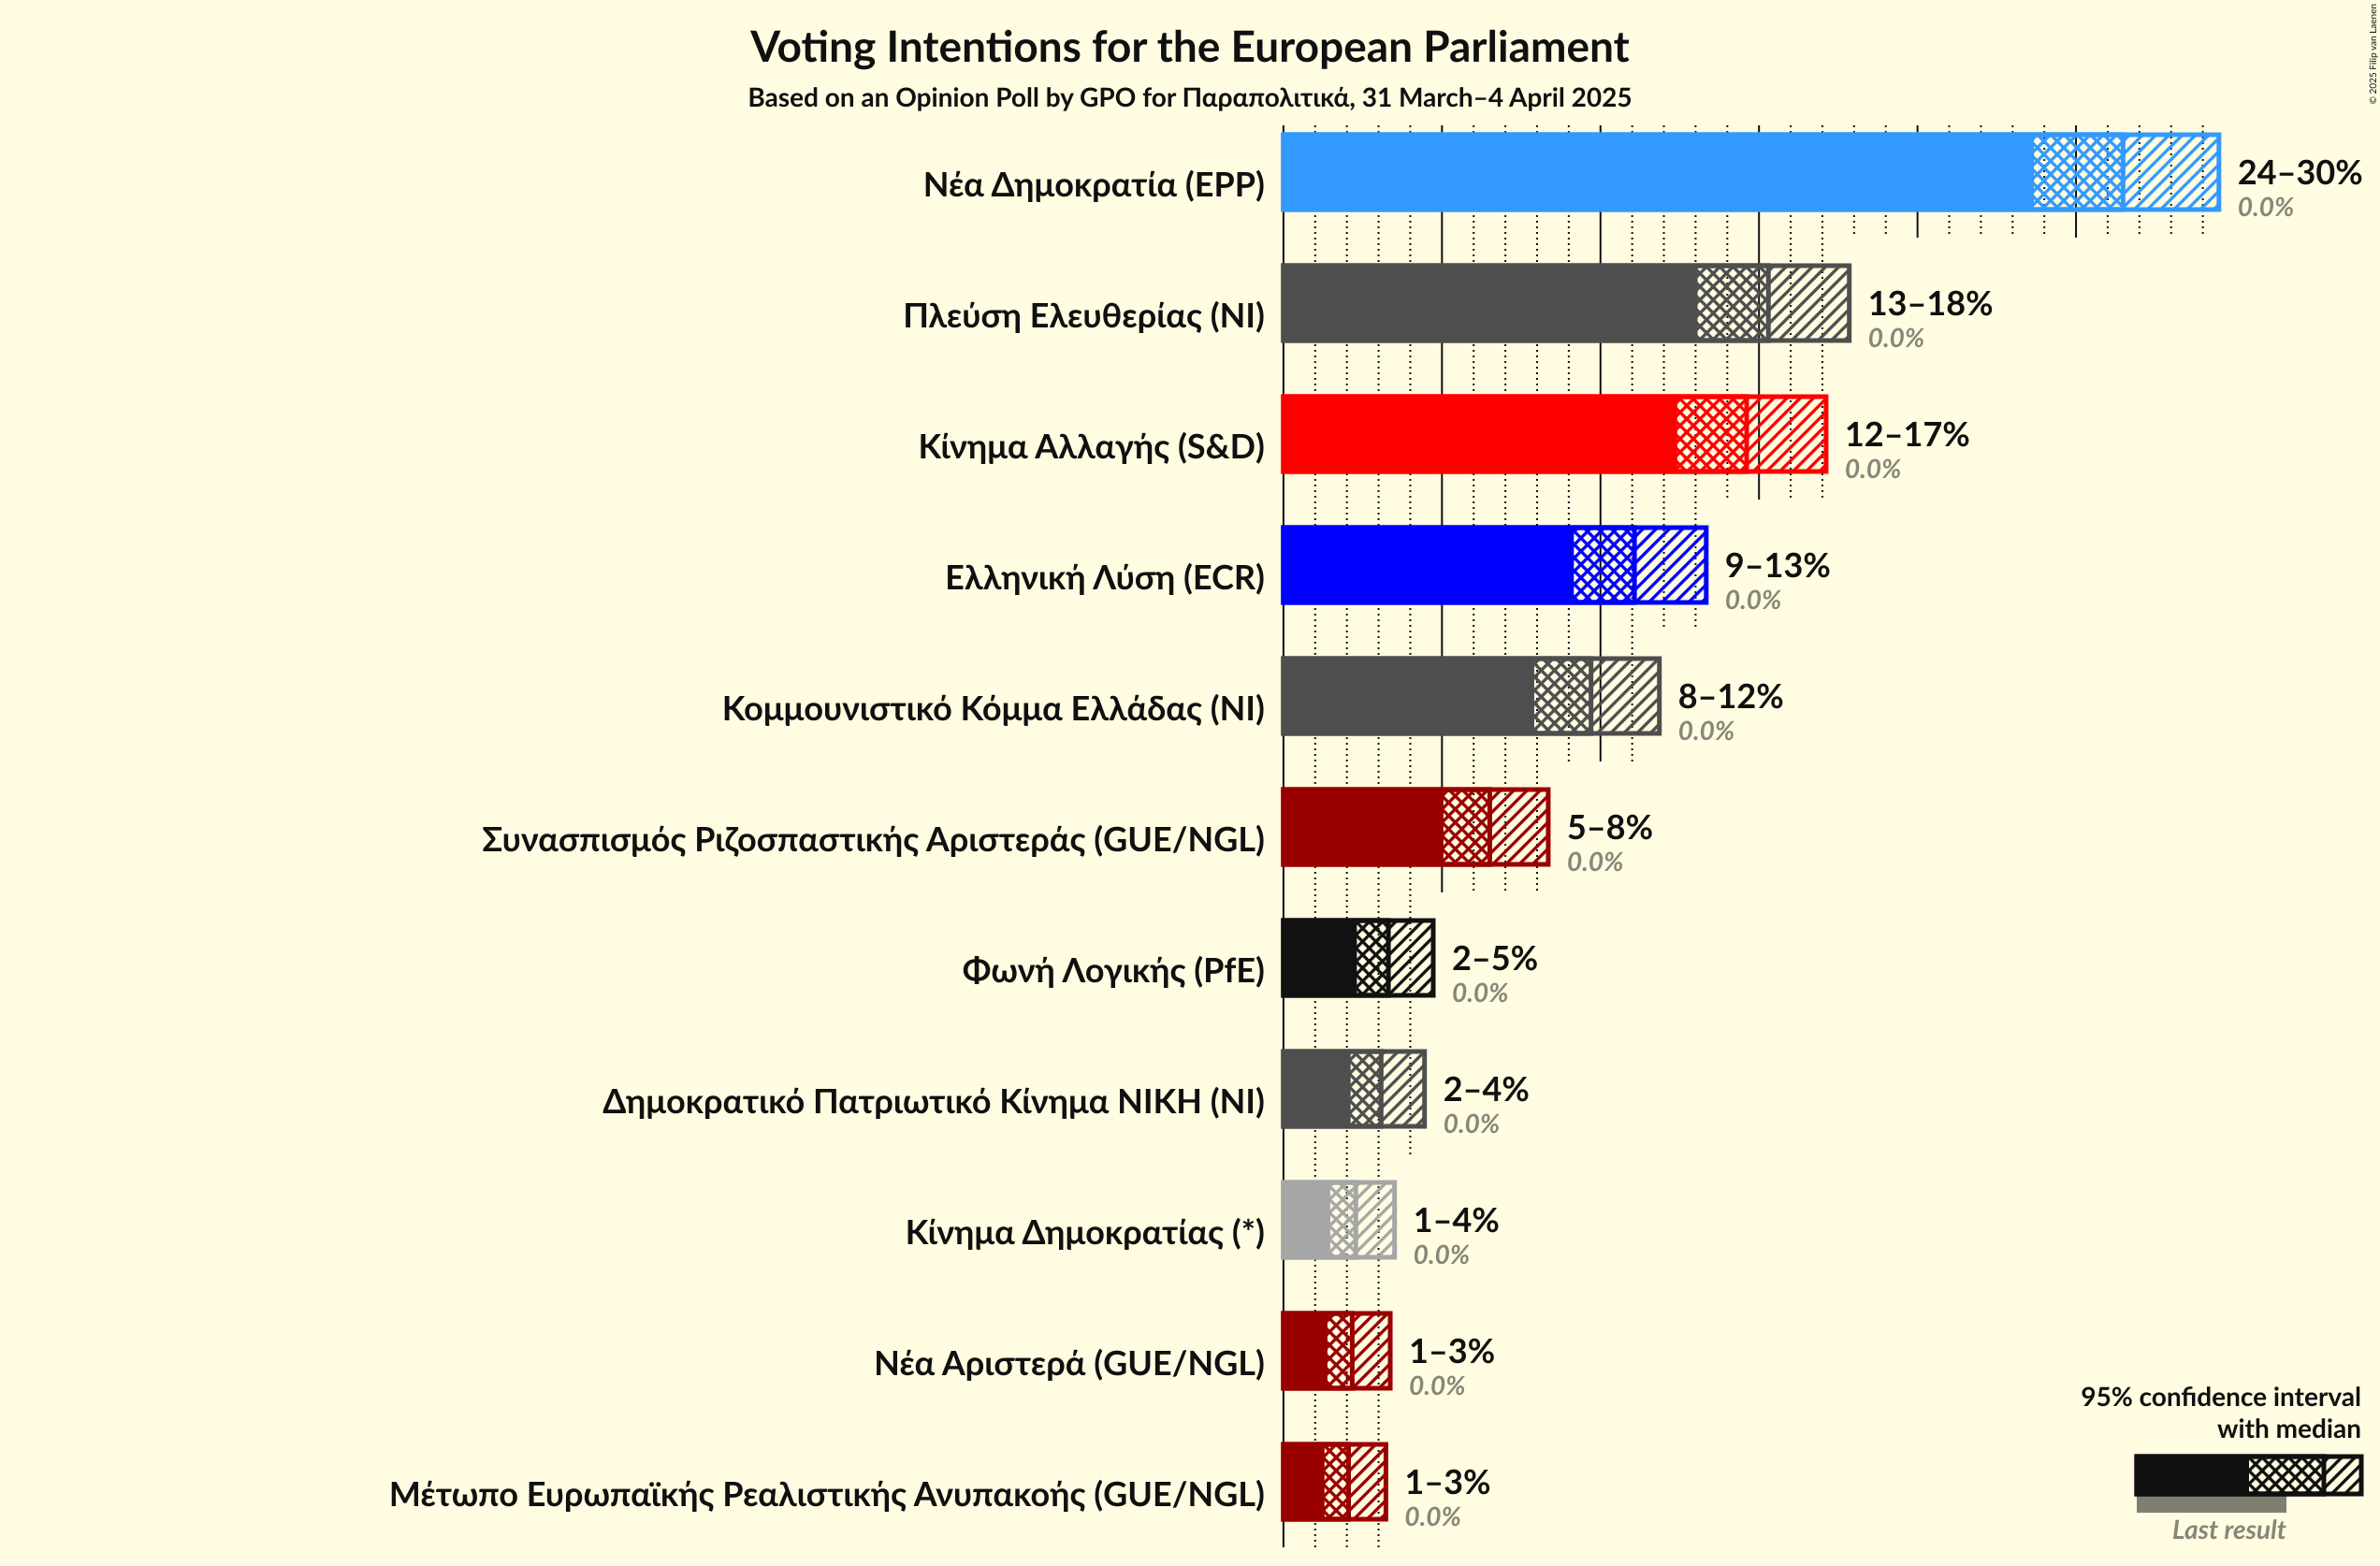 Voting Intentions for the European Parliament
Based on an Opinion Poll by GPO for Παραπολιτικά, 31 March–4 April 2025
© 2025 Filip van Laenen
Νέα Δημοκρατία (EPP)
24–30%
0.0%
Πλεύση Ελευθερίας (NI)
13–18%
0.0%
Κίνημα Αλλαγής (S&D)
12–17%
0.0%
Ελληνική Λύση (ECR)
9–13%
0.0%
Κομμουνιστικό Κόμμα Ελλάδας (NI)
8–12%
0.0%
Συνασπισμός Ριζοσπαστικής Αριστεράς (GUE/NGL)
5–8%
0.0%
Φωνή Λογικής (PfE)
2–5%
0.0%
Δημοκρατικό Πατριωτικό Κίνημα ΝΙΚΗ (NI)
2–4%
0.0%
Κίνημα Δημοκρατίας (*)
1–4%
0.0%
Νέα Αριστερά (GUE/NGL)
1–3%
0.0%
Μέτωπο Ευρωπαϊκής Ρεαλιστικής Ανυπακοής (GUE/NGL)
1–3%
0.0%
95% confidence interval
with median
Last result